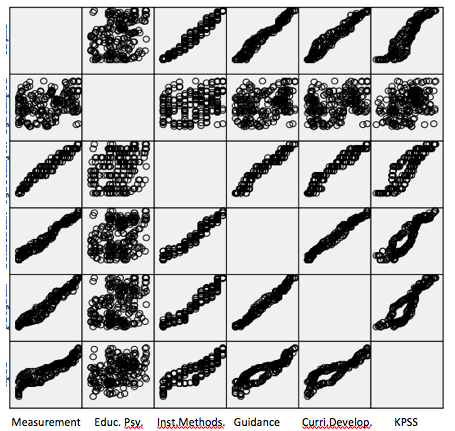 Measurement Educ. Psy. Inst.Methods. Guidance Curri.Develop. KPSS